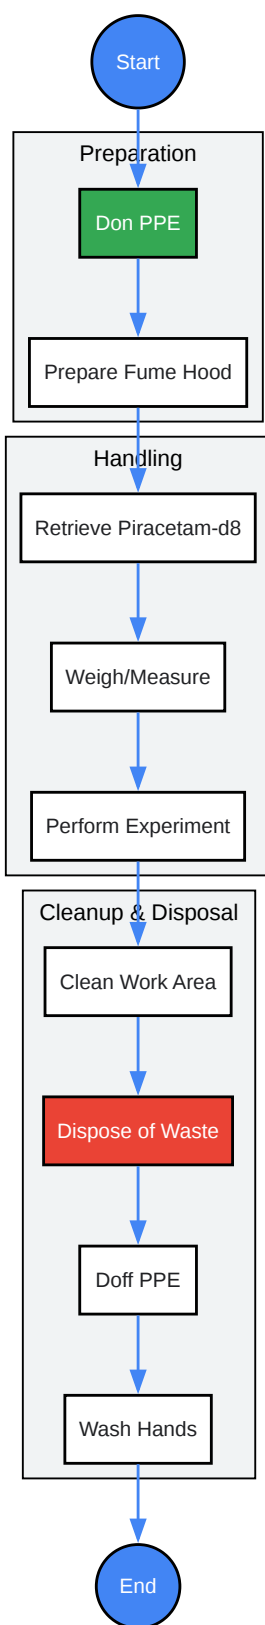 Start
Preparation
Don PPE
Prepare Fume Hood
Handling
Retrieve Piracetam-d8
Weigh/Measure
Perform Experiment
Cleanup & Disposal
Clean Work Area
Dispose of Waste
Doff PPE
Wash Hands
End